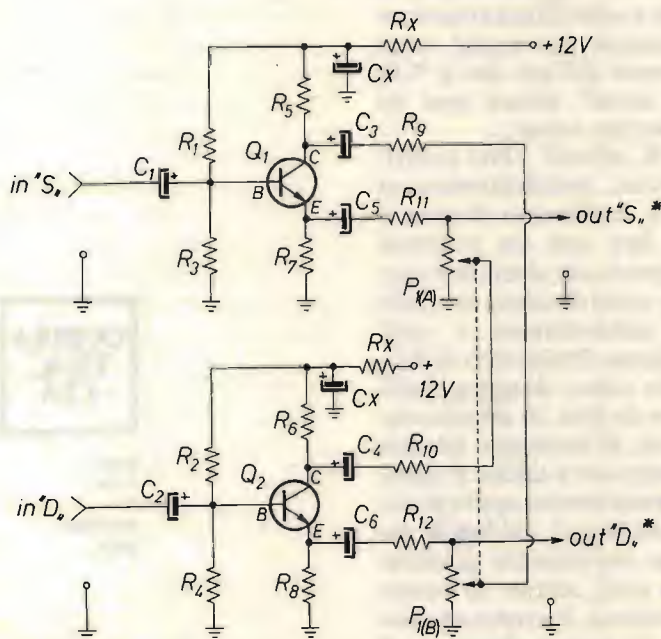 Rx
+12V
Cx
R5
R1
C3
R9
C1
Q1
C
in "S„
B
E
C5
R11
out "S„ *
R3
R7
P1(A)
Rx
+
12V
Cx
R6
C4
R10
R2
C2
Q2
C
in "D„
B
E
C6
R12
out "D„ *
R4
R8
P1(B)